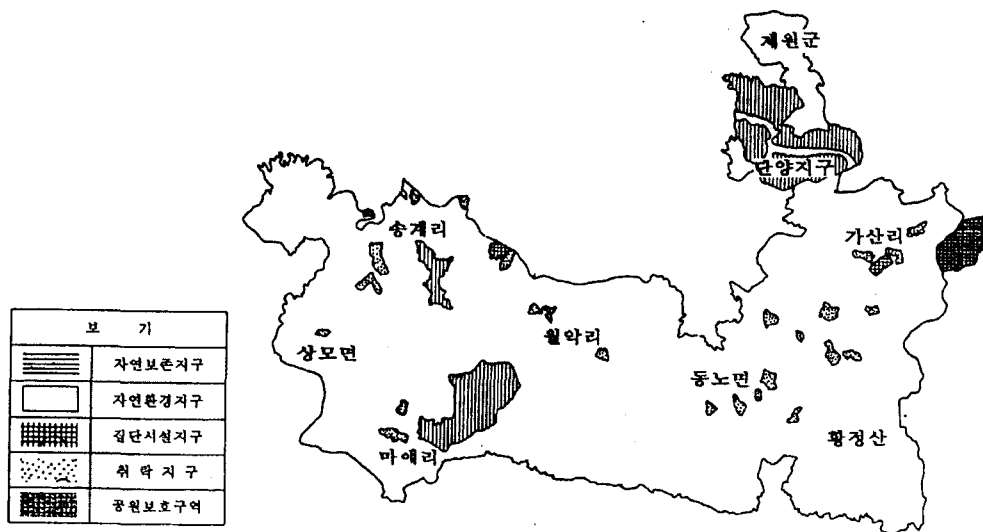 제원군
단양지구
송계리
가산리
월악리
상모면
동노면
마애리
황정산
보 기
자연보존지구
자연환경지구
집단시설지구
취 락 지 구
공원보호구역